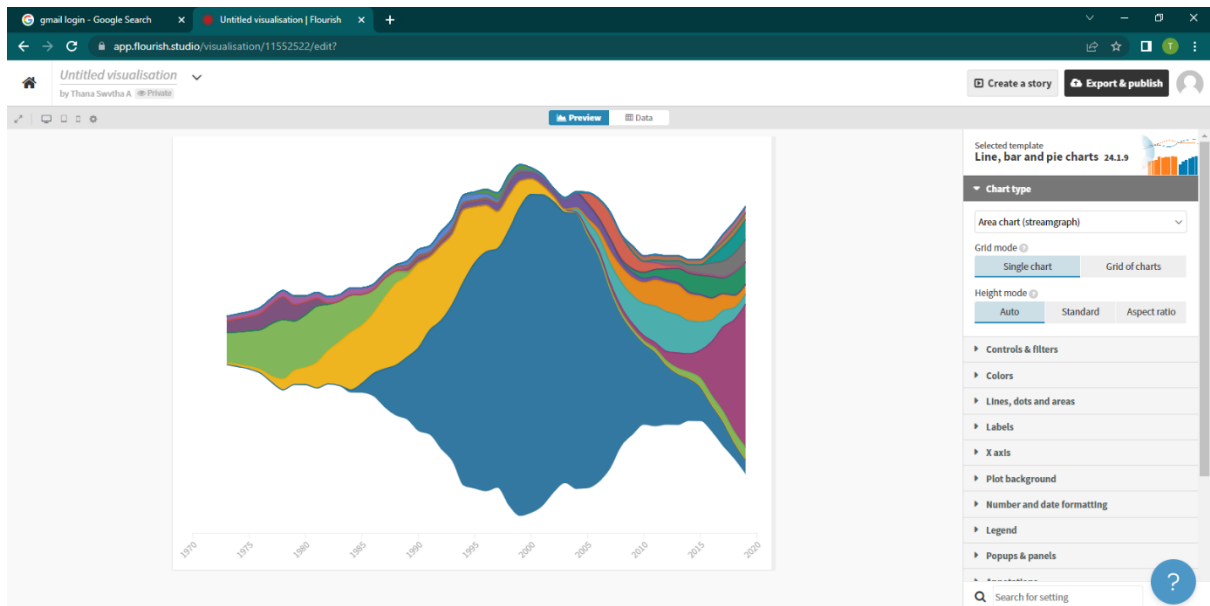 gmail login - Google Search
Untitled visualisation | Flourish
app.flourish.studio/visualisation/11552522/edit?
T
Untitled visualisation
by Thana Swvtha A Private
Create a story
Export & publish
Preview
Data
Selected template
Line, bar and pie charts 24.1.9
Chart type
Area chart (streamgraph)
Grid mode
Single chart Grid of charts
Height mode
Auto Standard Aspect ratio
Controls & filters
Colors
Lines, dots and areas
Labels
X axis
Plot background
Number and date formatting
Legend
Popups & panels
Search for setting
?
1970 1975 1980 1985 1990 1995 2000 2005 2010 2015 2020